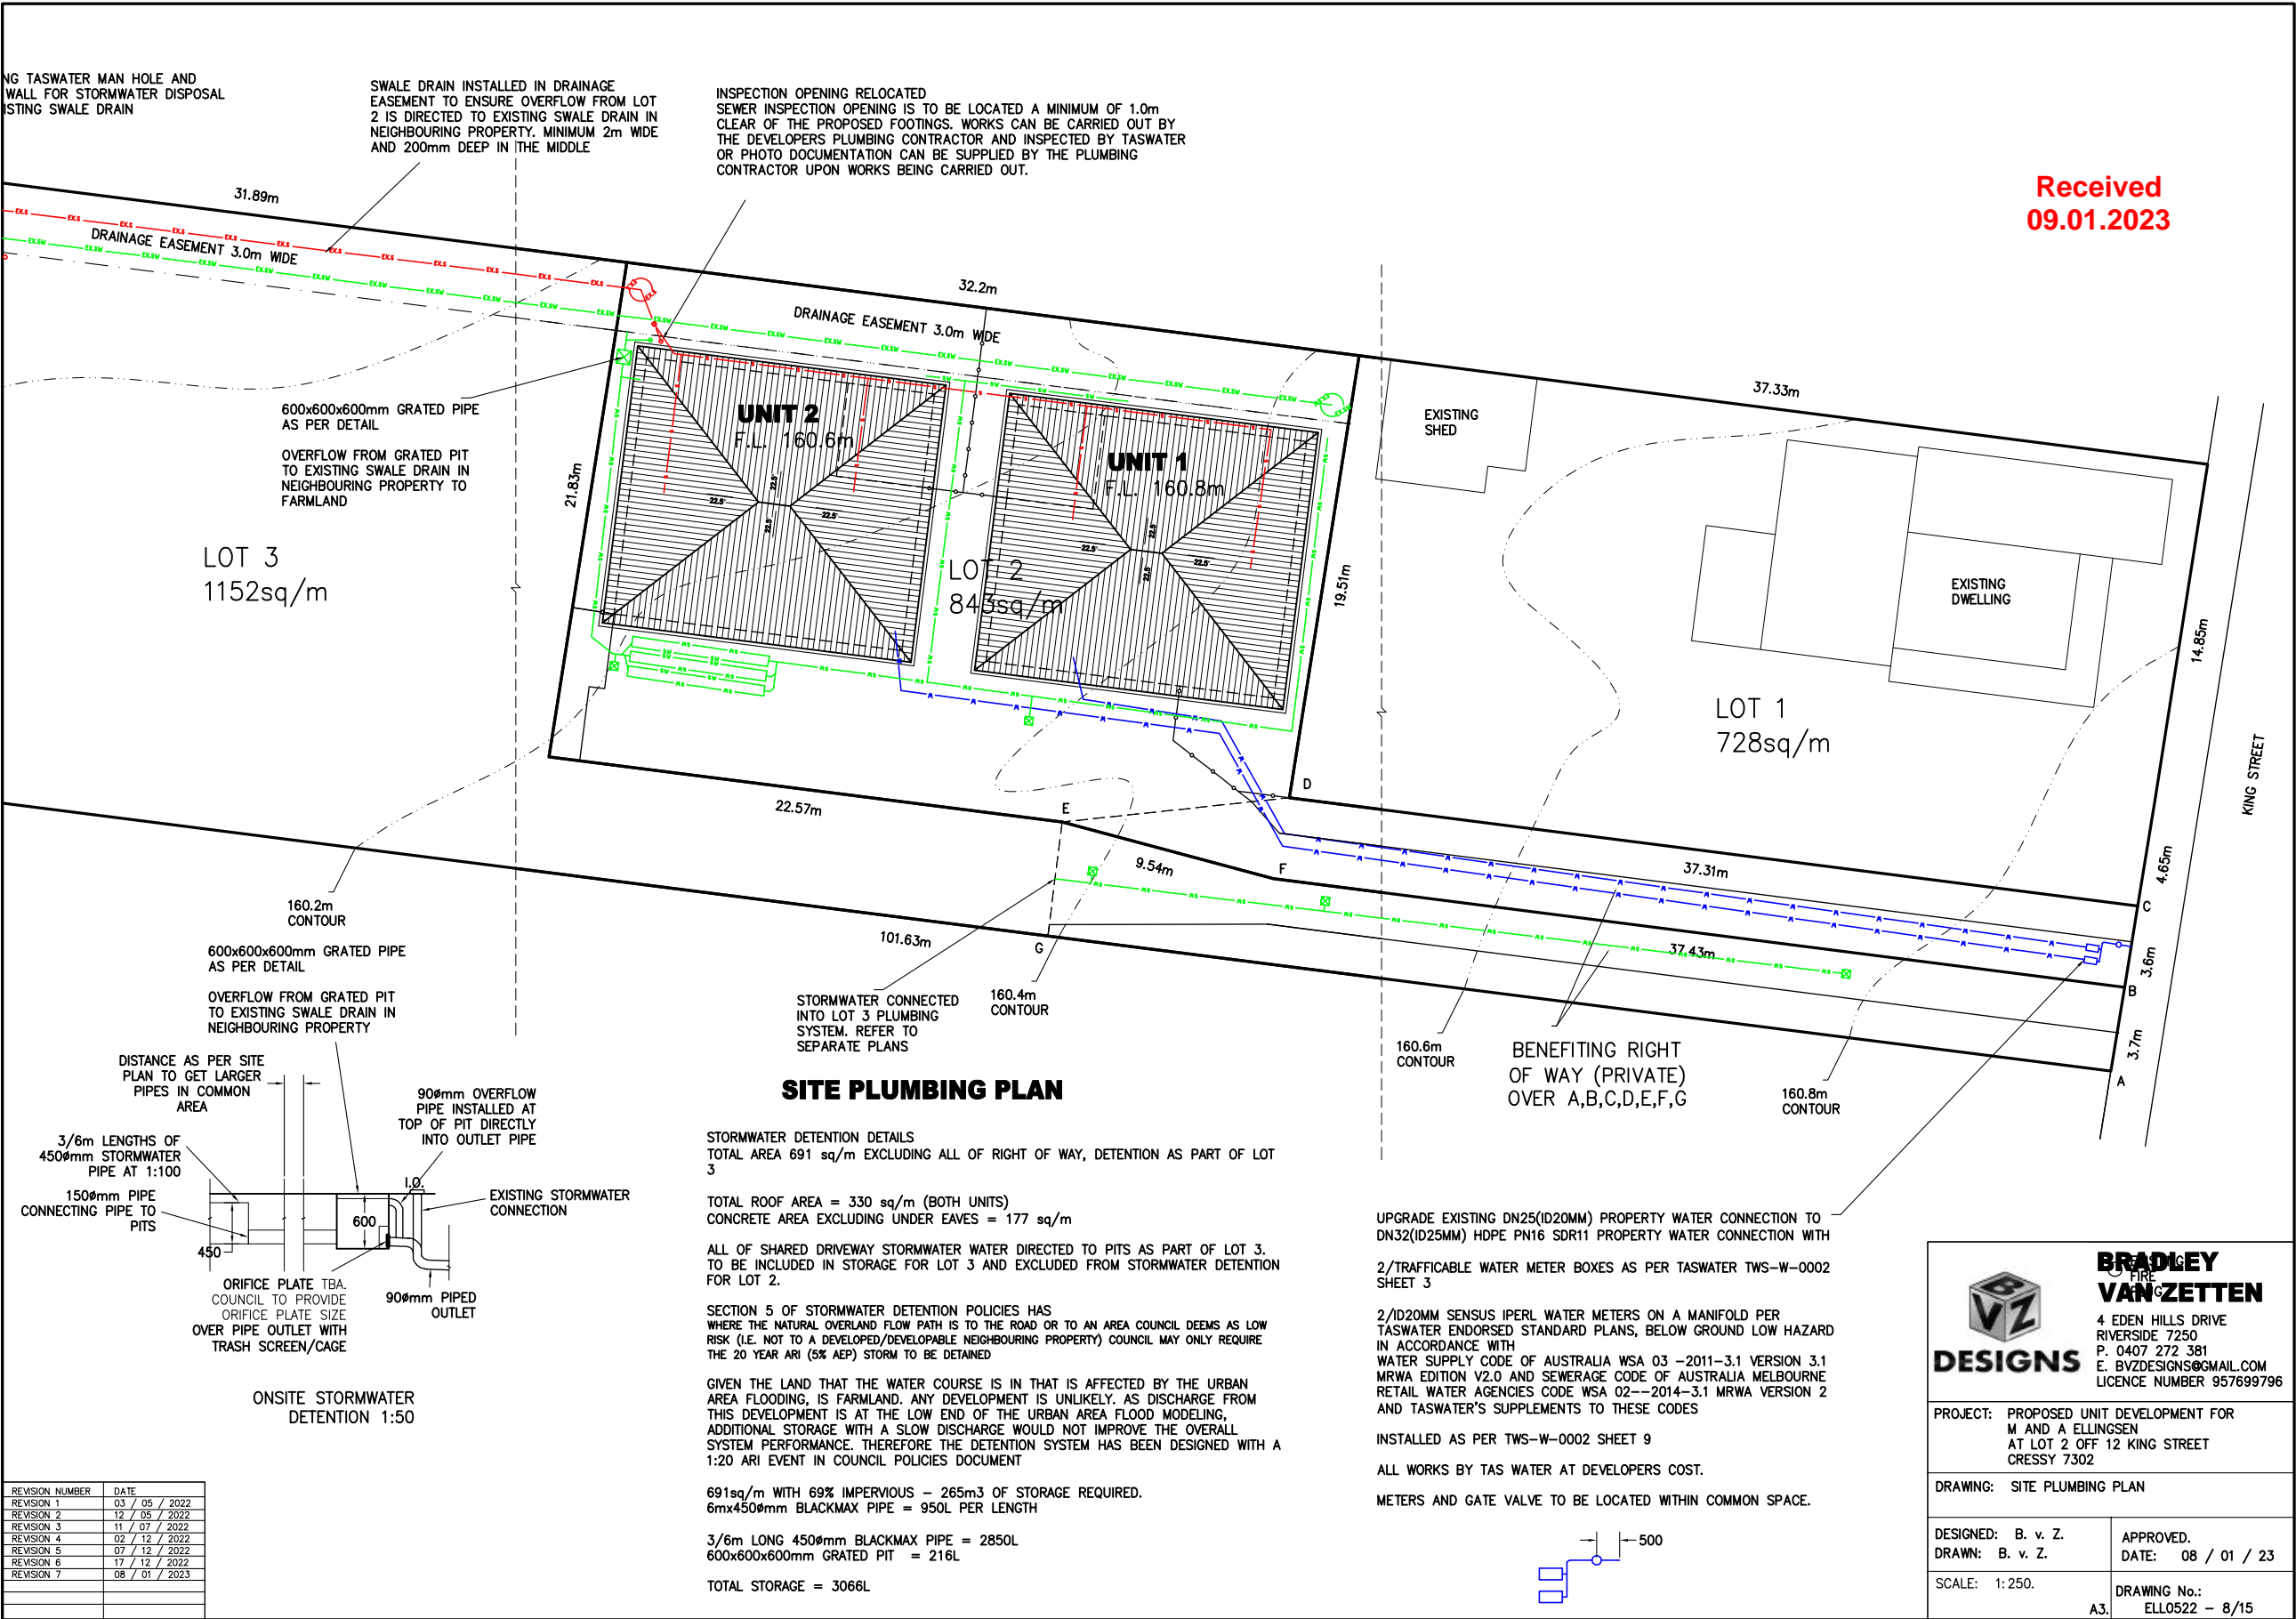 NG TASWATER MAN HOLE AND
WALL FOR STORMWATER DISPOSAL
ISTING SWALE DRAIN
SWALE DRAIN INSTALLED IN DRAINAGE
EASEMENT TO ENSURE OVERFLOW FROM LOT
2 IS DIRECTED TO EXISTING SWALE DRAIN IN
NEIGHBOURING PROPERTY. MINIMUM 2m WIDE
AND 200mm DEEP IN THE MIDDLE
INSPECTION OPENING RELOCATED
SEWER INSPECTION OPENING IS TO BE LOCATED A MINIMUM OF 1.0m
CLEAR OF THE PROPOSED FOOTINGS. WORKS CAN BE CARRIED OUT BY
THE DEVELOPERS PLUMBING CONTRACTOR AND INSPECTED BY TASWATER
OR PHOTO DOCUMENTATION CAN BE SUPPLIED BY THE PLUMBING
CONTRACTOR UPON WORKS BEING CARRIED OUT.
Received
09.01.2023
31.89m
DRAINAGE EASEMENT 3.0m WIDE
32.2m
DRAINAGE EASEMENT 3.0m WIDE
37.33m
EXISTING
SHED
600x600x600mm GRATED PIPE
AS PER DETAIL
OVERFLOW FROM GRATED PIT
TO EXISTING SWALE DRAIN IN
NEIGHBOURING PROPERTY TO
FARMLAND
21.83m
UNIT 2
F.L. 160.6m
22.5°
22.5°
22.5°
22.5°
UNIT 1
F.L. 160.8m
22.5°
22.5°
22.5°
22.5°
19.51m
LOT 3
1152sq/m
LOT 2
843sq/m
EXISTING
DWELLING
14.85m
LOT 1
728sq/m
KING STREET
22.57m
E
D
9.54m
F
37.31m
4.65m
C
160.2m
CONTOUR
101.63m
G
37.43m
3.6m
B
3.7m
A
600x600x600mm GRATED PIPE
AS PER DETAIL
OVERFLOW FROM GRATED PIT
TO EXISTING SWALE DRAIN IN
NEIGHBOURING PROPERTY
STORMWATER CONNECTED
INTO LOT 3 PLUMBING
SYSTEM. REFER TO
SEPARATE PLANS
160.4m
CONTOUR
160.6m
CONTOUR
BENEFITING RIGHT
OF WAY (PRIVATE)
OVER A,B,C,D,E,F,G
160.8m
CONTOUR
DISTANCE AS PER SITE
PLAN TO GET LARGER
PIPES IN COMMON
AREA
90ømm OVERFLOW
PIPE INSTALLED AT
TOP OF PIT DIRECTLY
INTO OUTLET PIPE
3/6m LENGTHS OF
450ømm STORMWATER
PIPE AT 1:100
150ømm PIPE
CONNECTING PIPE TO
PITS
I.O.
EXISTING STORMWATER
CONNECTION
600
450
ORIFICE PLATE TBA.
COUNCIL TO PROVIDE
ORIFICE PLATE SIZE
OVER PIPE OUTLET WITH
TRASH SCREEN/CAGE
90ømm PIPED
OUTLET
ONSITE STORMWATER
DETENTION 1:50
SITE PLUMBING PLAN
STORMWATER DETENTION DETAILS
TOTAL AREA 691 sq/m EXCLUDING ALL OF RIGHT OF WAY, DETENTION AS PART OF LOT
3
TOTAL ROOF AREA = 330 sq/m (BOTH UNITS)
CONCRETE AREA EXCLUDING UNDER EAVES = 177 sq/m
ALL OF SHARED DRIVEWAY STORMWATER WATER DIRECTED TO PITS AS PART OF LOT 3.
TO BE INCLUDED IN STORAGE FOR LOT 3 AND EXCLUDED FROM STORMWATER DETENTION
FOR LOT 2.
SECTION 5 OF STORMWATER DETENTION POLICIES HAS
WHERE THE NATURAL OVERLAND FLOW PATH IS TO THE ROAD OR TO AN AREA COUNCIL DEEMS AS LOW
RISK (I.E. NOT TO A DEVELOPED/DEVELOPABLE NEIGHBOURING PROPERTY) COUNCIL MAY ONLY REQUIRE
THE 20 YEAR ARI (5% AEP) STORM TO BE DETAINED
GIVEN THE LAND THAT THE WATER COURSE IS IN THAT IS AFFECTED BY THE URBAN
AREA FLOODING, IS FARMLAND. ANY DEVELOPMENT IS UNLIKELY. AS DISCHARGE FROM
THIS DEVELOPMENT IS AT THE LOW END OF THE URBAN AREA FLOOD MODELING,
ADDITIONAL STORAGE WITH A SLOW DISCHARGE WOULD NOT IMPROVE THE OVERALL
SYSTEM PERFORMANCE. THEREFORE THE DETENTION SYSTEM HAS BEEN DESIGNED WITH A
1:20 ARI EVENT IN COUNCIL POLICIES DOCUMENT
691sq/m WITH 69% IMPERVIOUS - 265m3 OF STORAGE REQUIRED.
6mx450ømm BLACKMAX PIPE = 950L PER LENGTH
3/6m LONG 450ømm BLACKMAX PIPE = 2850L
600x600x600mm GRATED PIT = 216L
TOTAL STORAGE = 3066L
UPGRADE EXISTING DN25(ID20MM) PROPERTY WATER CONNECTION TO
DN32(ID25MM) HDPE PN16 SDR11 PROPERTY WATER CONNECTION WITH
2/TRAFFICABLE WATER METER BOXES AS PER TASWATER TWS-W-0002
SHEET 3
2/ID20MM SENSUS IPERL WATER METERS ON A MANIFOLD PER
TASWATER ENDORSED STANDARD PLANS, BELOW GROUND LOW HAZARD
IN ACCORDANCE WITH
WATER SUPPLY CODE OF AUSTRALIA WSA 03 -2011-3.1 VERSION 3.1
MRWA EDITION V2.0 AND SEWERAGE CODE OF AUSTRALIA MELBOURNE
RETAIL WATER AGENCIES CODE WSA 02--2014-3.1 MRWA VERSION 2
AND TASWATER'S SUPPLEMENTS TO THESE CODES
INSTALLED AS PER TWS-W-0002 SHEET 9
ALL WORKS BY TAS WATER AT DEVELOPERS COST.
METERS AND GATE VALVE TO BE LOCATED WITHIN COMMON SPACE.
500
REVISION NUMBER DATE
REVISION 1 03 / 05 / 2022
REVISION 2 12 / 05 / 2022
REVISION 3 11 / 07 / 2022
REVISION 4 02 / 12 / 2022
REVISION 5 07 / 12 / 2022
REVISION 6 17 / 12 / 2022
REVISION 7 08 / 01 / 2023
BVZ
DESIGNS
BRADLEY
FIRE
VAN ZETTEN
4 EDEN HILLS DRIVE
RIVERSIDE 7250
P. 0407 272 381
E. BVZDESIGNS@GMAIL.COM
LICENCE NUMBER 957699796
PROJECT: PROPOSED UNIT DEVELOPMENT FOR
M AND A ELLINGSEN
AT LOT 2 OFF 12 KING STREET
CRESSY 7302
DRAWING: SITE PLUMBING PLAN
DESIGNED: B. v. Z.
DRAWN: B. v. Z.
APPROVED.
DATE: 08 / 01 / 23
SCALE: 1:250.
A3.
DRAWING No.:
ELL0522 - 8/15